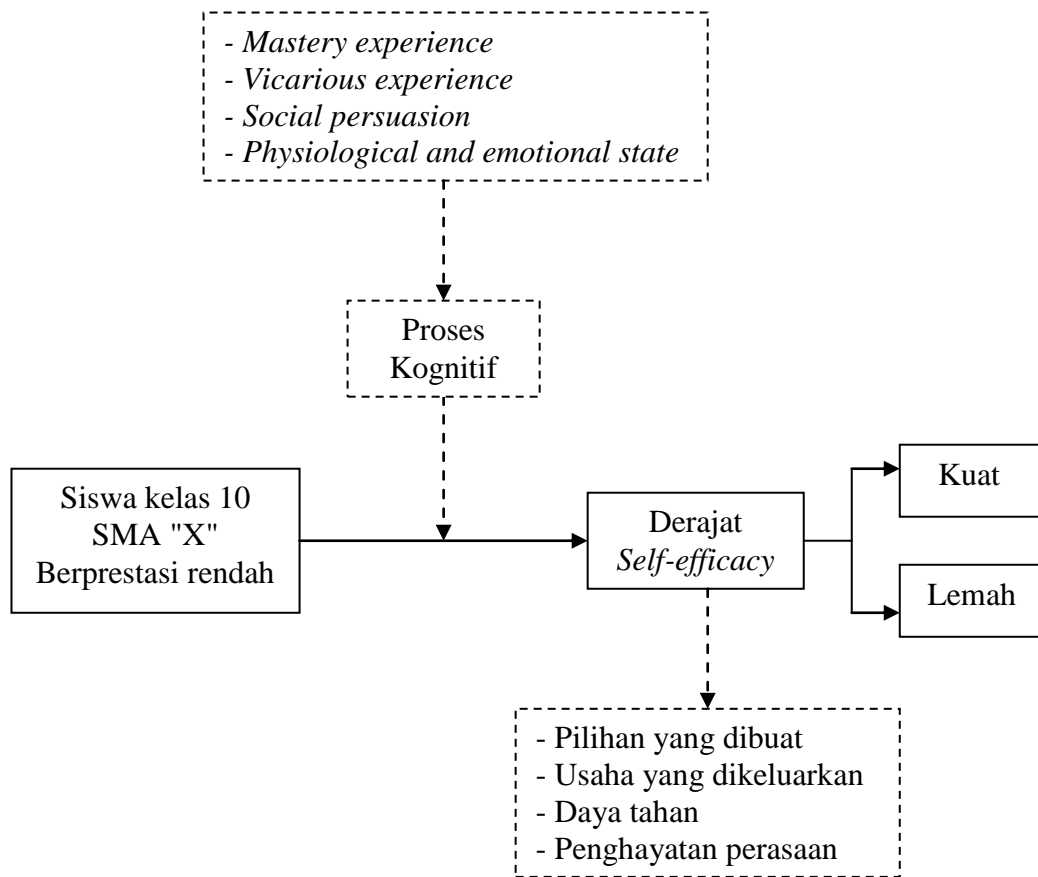 - Mastery experience
- Vicarious experience
- Social persuasion
- Physiological and emotional state
Proses
Kognitif
Siswa kelas 10
SMA "X"
Berprestasi rendah
Derajat
Self-efficacy
Kuat
Lemah
- Pilihan yang dibuat
- Usaha yang dikeluarkan
- Daya tahan
- Penghayatan perasaan